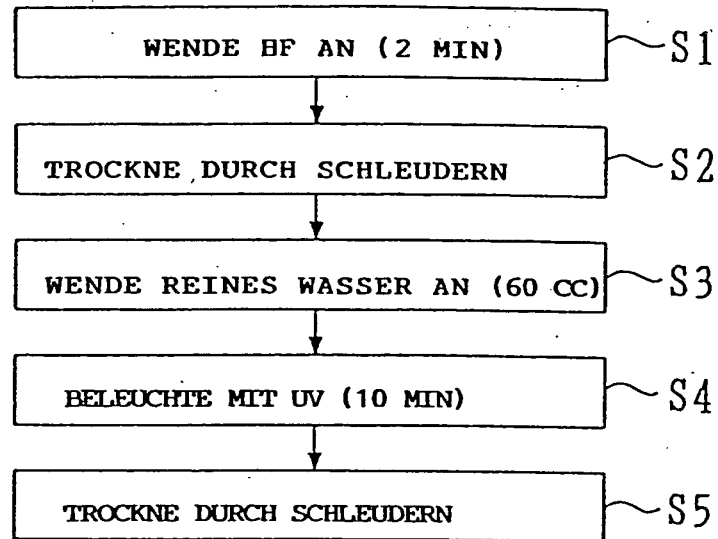 WENDE HF AN (2 MIN) S1
TROCKNE DURCH SCHLEUDERN S2
WENDE REINES WASSER AN (60 CC) S3
BELEUCHTE MIT UV (10 MIN) S4
TROCKNE DURCH SCHLEUDERN S5